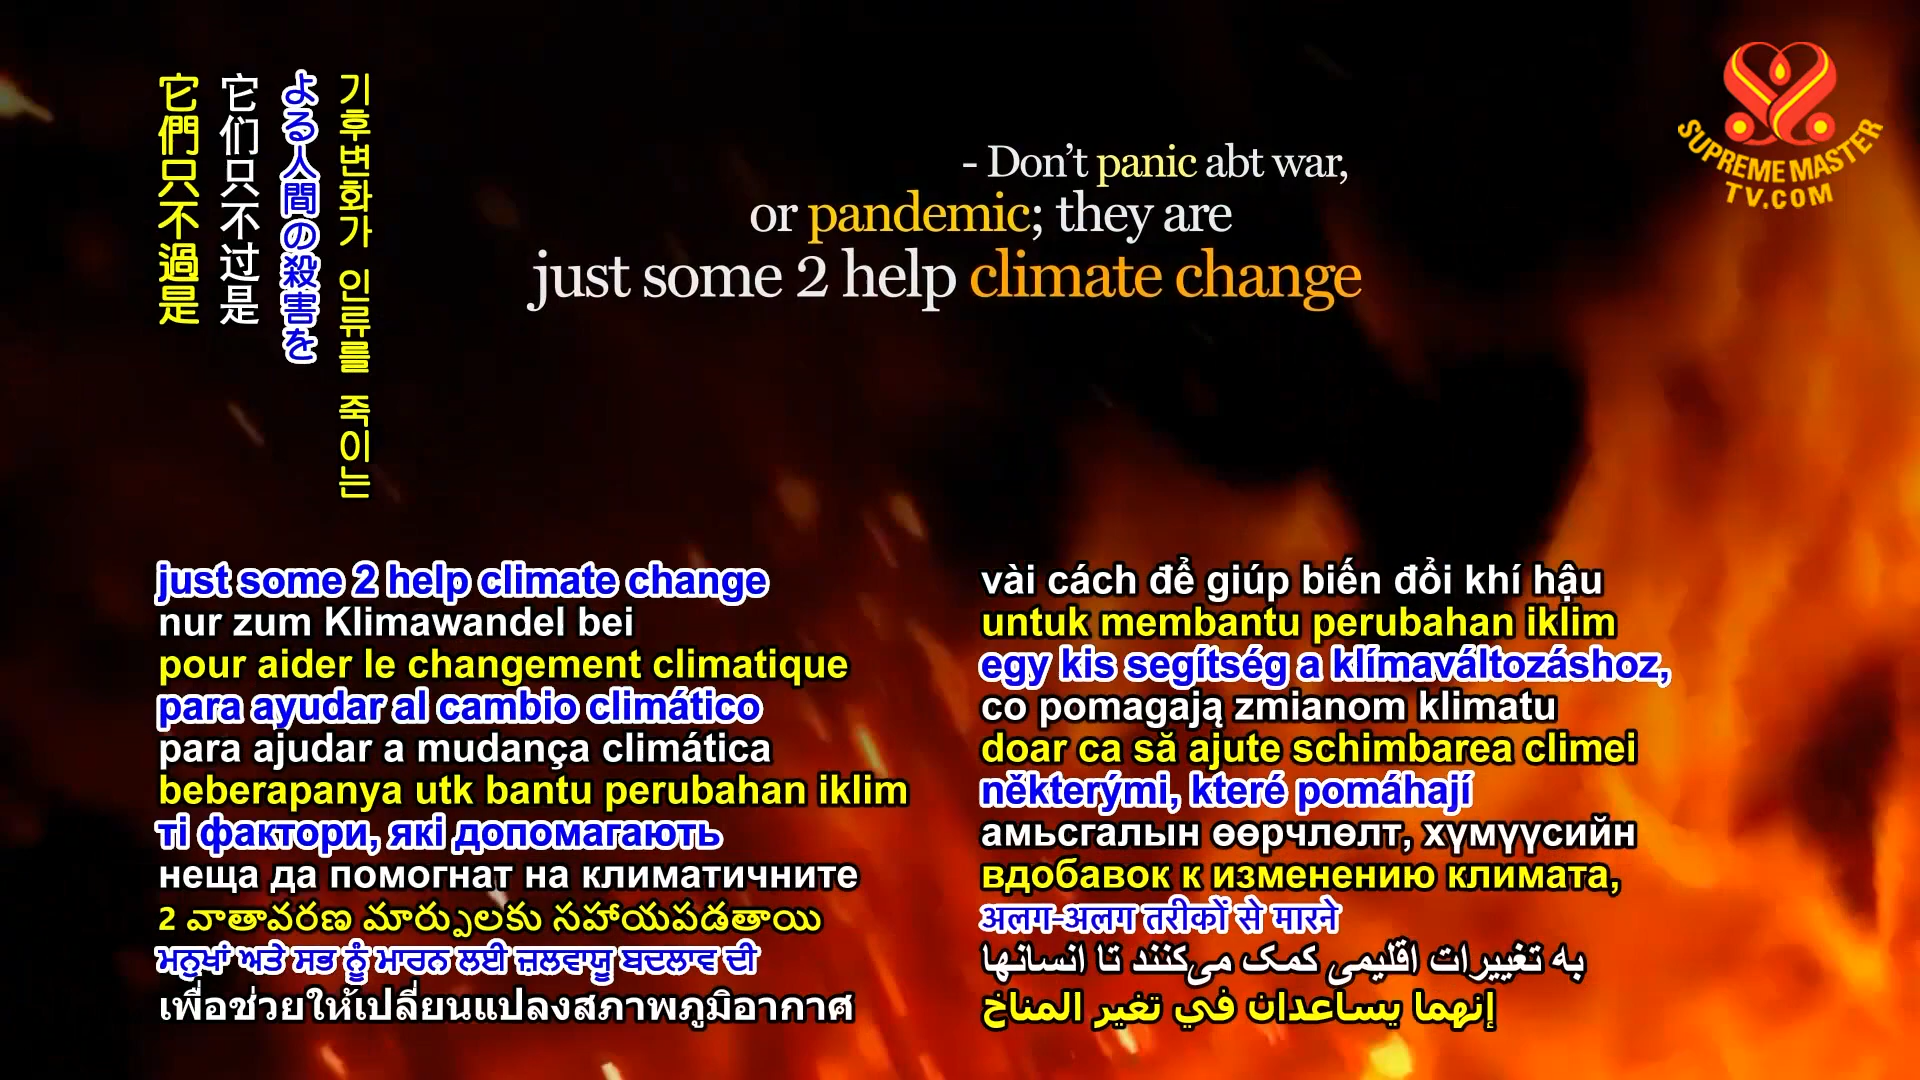 它們只不過是
它们只不过是
よる人間の殺害を
기후변화가 인류를 죽이는
- Don't panic abt war,
or pandemic; they are
just some 2 help climate change
SUPREME MASTER
TV.COM
just some 2 help climate change
nur zum Klimawandel bei
pour aider le changement climatique
para ayudar al cambio climático
para ajudar a mudança climática
beberapanya utk bantu perubahan iklim
ті фактори, які допомагають
неща да помогнат на климатичните
2 వాతావరణ మార్పులకు సహాయపడతాయి
ਮਨੁਖਾਂ ਅਤੇ ਸਭ ਨੂੰ ਮਾਰਨ ਲਈ ਜ਼ਲਵਾਯੂ ਬਦਲਾਵ ਦੀ
เพื่อช่วยให้เปลี่ยนแปลงสภาพภูมิอากาศ
vài cách để giúp biến đổi khí hậu
untuk membantu perubahan iklim
egy kis segítség a klímaváltozáshoz,
co pomagają zmianom klimatu
doar ca să ajute schimbarea climei
některými, které pomáhají
амьсгалын өөрчлөлт, хүмүүсийн
вдобавок к изменению климата,
अलग-अलग तरीकों से मारने
به تغییرات اقلیمی کمک می‌کنند تا انسانها
إنهما يساعدان في تغير المناخ